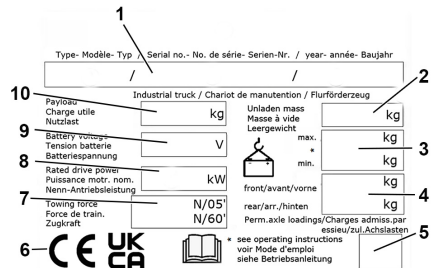 1
Type- Modèle- Typ / Serial no.- No. de série- Serien-Nr. / year- année- Baujahr
/ /
2
10
Industrial truck / Chariot de manutention / Flurförderzeug
Payload
Charge utile
Nutzlast
kg
Unladen mass
Masse à vide
Leergewicht
kg
9
Battery voltage
Tension batterie
Batteriespannung
V
max.
*
min.
kg
kg
3
8
Rated drive power
Puissance motr. nom.
Nenn-Antriebsleistung
kW
front/avant/vorne
rear/arr./hinten
kg
kg
4
7
Towing force
Force de train.
Zugkraft
N/05'
N/60'
Perm.axle loadings/Charges admiss.par
essieu/zul.Achslasten
5
6
CE
UK
CA
* see operating instructions
voir Mode d'emploi
siehe Betriebsanleitung